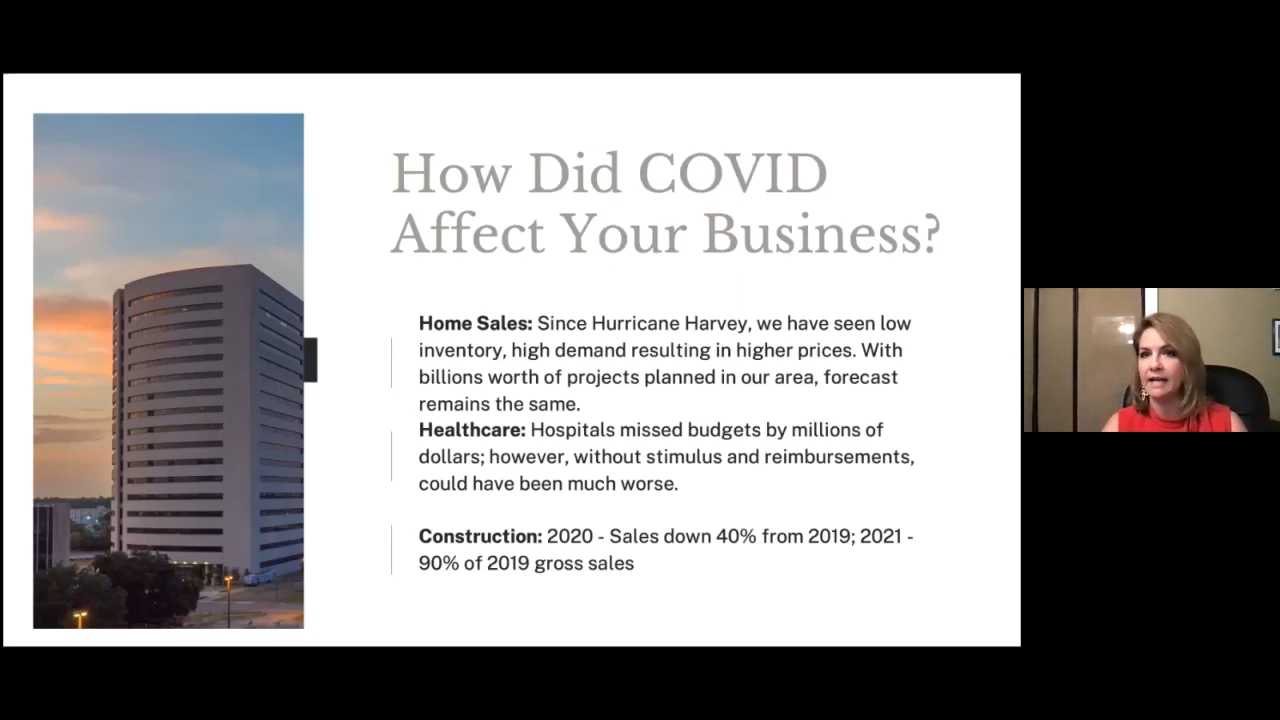 How Did COVID
Affect Your Business?
Home Sales: Since Hurricane Harvey, we have seen low
inventory, high demand resulting in higher prices. With
billions worth of projects planned in our area, forecast
remains the same.
Healthcare: Hospitals missed budgets by millions of
dollars; however, without stimulus and reimbursements,
could have been much worse.
Construction: 2020 - Sales down 40% from 2019; 2021 -
90% of 2019 gross sales